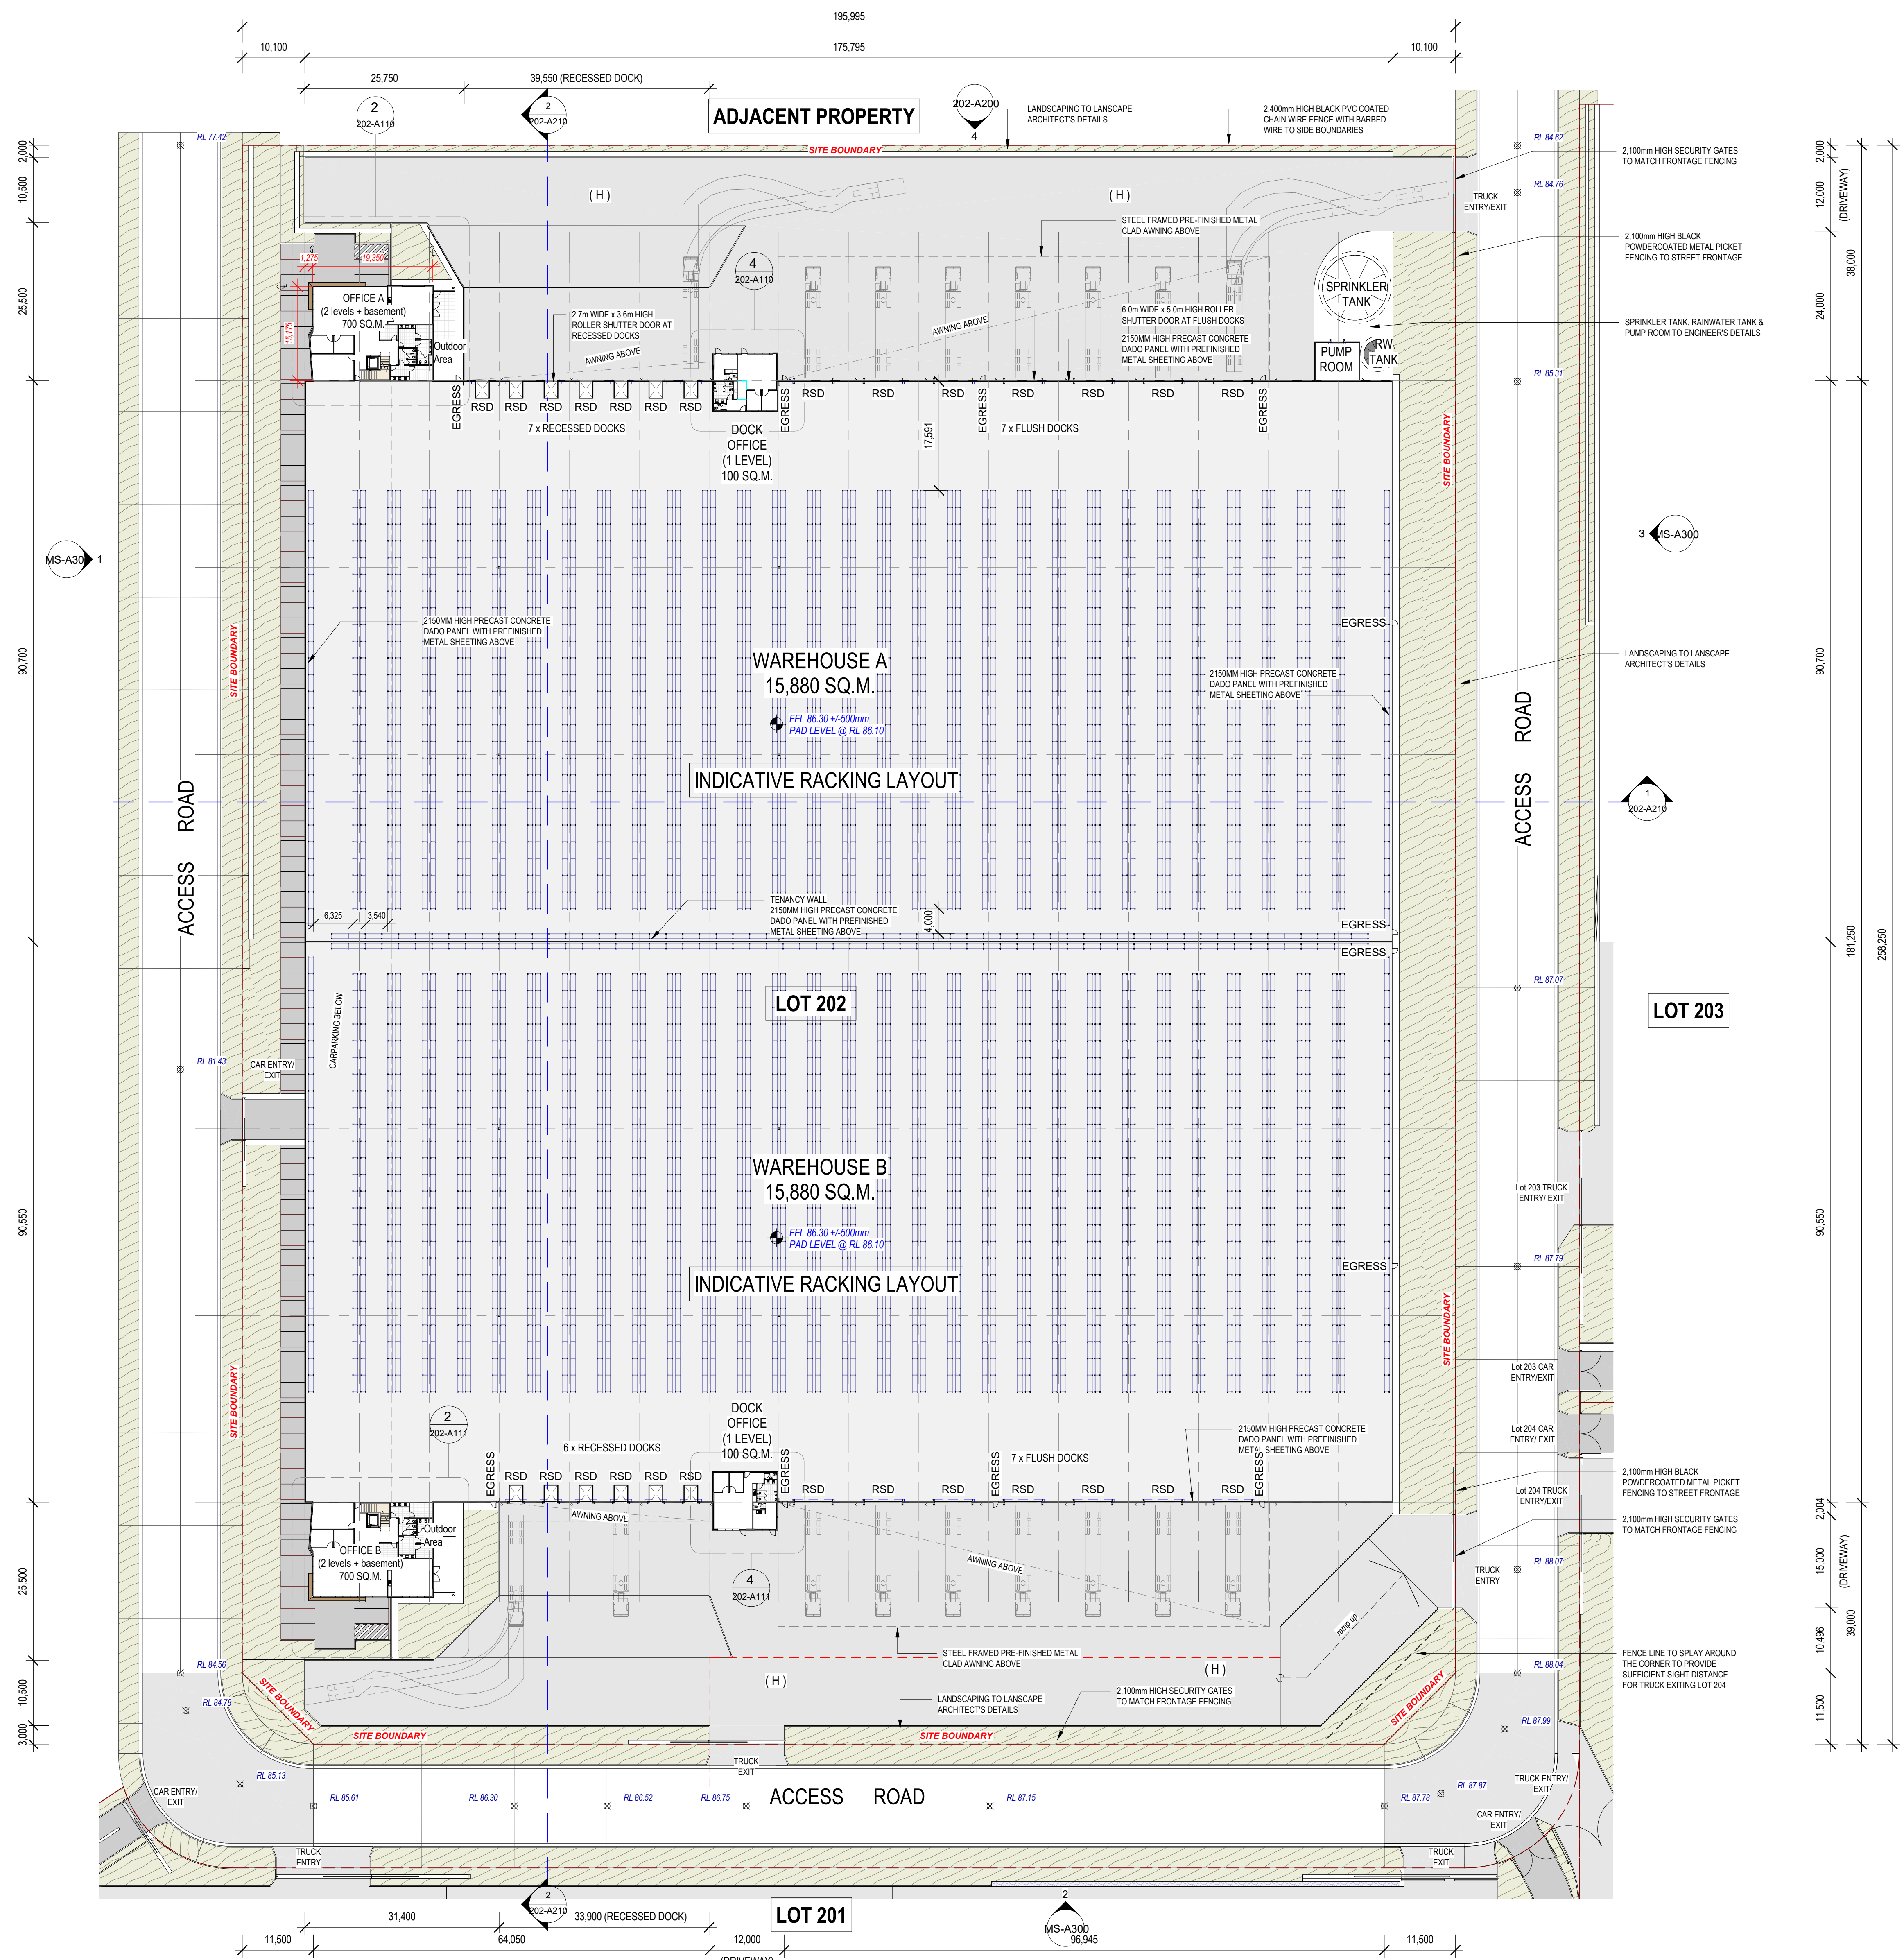 195,995
10,100
175,795
10,100
25,750
39,550 (RECESSED DOCK)
2
202-A110
2
202-A210
ADJACENT PROPERTY
202-A200
4
LANDSCAPING TO LANSCAPE
ARCHITECT'S DETAILS
2,400mm HIGH BLACK PVC COATED
CHAIN WIRE FENCE WITH BARBED
WIRE TO SIDE BOUNDARIES
RL 77.42
SITE BOUNDARY
RL 84.62
2,100mm HIGH SECURITY GATES
TO MATCH FRONTAGE FENCING
2,000
10,500
25,500
90,700
90,550
25,500
10,500
3,000
2,000
12,000
(DRIVEWAY)
38,000
24,000
90,700
181,250
258,250
90,550
2,004
15,000
(DRIVEWAY)
39,000
10,496
11,500
RL 84.76
TRUCK
ENTRY/EXIT
( H )
( H )
STEEL FRAMED PRE-FINISHED METAL
CLAD AWNING ABOVE
2,100mm HIGH BLACK
POWDERCOATED METAL PICKET
FENCING TO STREET FRONTAGE
1,275
19,350
15,175
4
202-A110
OFFICE A
(2 levels + basement)
700 SQ.M.
Outdoor
Area
SPRINKLER
TANK
2.7m WIDE x 3.6m HIGH
ROLLER SHUTTER DOOR AT
RECESSED DOCKS
6.0m WIDE x 5.0m HIGH ROLLER
SHUTTER DOOR AT FLUSH DOCKS
2150MM HIGH PRECAST CONCRETE
DADO PANEL WITH PREFINISHED
METAL SHEETING ABOVE
SPRINKLER TANK, RAINWATER TANK &
PUMP ROOM TO ENGINEER'S DETAILS
AWNING ABOVE
AWNING ABOVE
PUMP
ROOM
RW
TANK
RL 85.31
EGRESS
RSD RSD RSD RSD RSD RSD RSD
EGRESS
RSD RSD RSD
EGRESS
RSD RSD RSD RSD
EGRESS
7 x RECESSED DOCKS
DOCK
OFFICE
(1 LEVEL)
100 SQ.M.
7 x FLUSH DOCKS
17,591
SITE BOUNDARY
MS-A30
1
3
MS-A300
2150MM HIGH PRECAST CONCRETE
DADO PANEL WITH PREFINISHED
METAL SHEETING ABOVE
EGRESS
SITE BOUNDARY
WAREHOUSE A
15,880 SQ.M.
FFL 86.30 +/-500mm
PAD LEVEL @ RL 86.10
2150MM HIGH PRECAST CONCRETE
DADO PANEL WITH PREFINISHED
METAL SHEETING ABOVE
LANDSCAPING TO LANSCAPE
ARCHITECT'S DETAILS
INDICATIVE RACKING LAYOUT
ACCESS ROAD
ACCESS ROAD
1
202-A210
6,325
3,540
TENANCY WALL
2150MM HIGH PRECAST CONCRETE
DADO PANEL WITH PREFINISHED
METAL SHEETING ABOVE
4,000
EGRESS
EGRESS
CARPARKING BELOW
LOT 202
RL 87.07
LOT 203
RL 81.43
CAR ENTRY/
EXIT
WAREHOUSE B
15,880 SQ.M.
FFL 86.30 +/-500mm
PAD LEVEL @ RL 86.10
INDICATIVE RACKING LAYOUT
EGRESS
Lot 203 TRUCK
ENTRY/ EXIT
RL 87.79
SITE BOUNDARY
SITE BOUNDARY
Lot 203 CAR
ENTRY/EXIT
Lot 204 CAR
ENTRY/ EXIT
2
202-A111
6 x RECESSED DOCKS
DOCK
OFFICE
(1 LEVEL)
100 SQ.M.
7 x FLUSH DOCKS
2150MM HIGH PRECAST CONCRETE
DADO PANEL WITH PREFINISHED
METAL SHEETING ABOVE
EGRESS
RSD RSD RSD RSD RSD RSD
EGRESS
RSD RSD RSD
EGRESS
RSD RSD RSD RSD
EGRESS
2,100mm HIGH BLACK
POWDERCOATED METAL PICKET
FENCING TO STREET FRONTAGE
Lot 204 TRUCK
ENTRY/EXIT
2,100mm HIGH SECURITY GATES
TO MATCH FRONTAGE FENCING
Outdoor
Area
OFFICE B
(2 levels + basement)
700 SQ.M.
AWNING ABOVE
AWNING ABOVE
4
202-A111
TRUCK
ENTRY
RL 88.07
ramp up
STEEL FRAMED PRE-FINISHED METAL
CLAD AWNING ABOVE
RL 84.56
RL 88.04
FENCE LINE TO SPLAY AROUND
THE CORNER TO PROVIDE
SUFFICIENT SIGHT DISTANCE
FOR TRUCK EXITING LOT 204
( H )
( H )
SITE BOUNDARY
RL 84.78
LANDSCAPING TO LANSCAPE
ARCHITECT'S DETAILS
2,100mm HIGH SECURITY GATES
TO MATCH FRONTAGE FENCING
SITE BOUNDARY
RL 87.99
SITE BOUNDARY
SITE BOUNDARY
TRUCK
EXIT
CAR ENTRY/
EXIT
RL 85.13
RL 85.61
RL 86.30
RL 86.52
RL 86.75
ACCESS ROAD
RL 87.15
RL 87.78
RL 87.87
TRUCK ENTRY/
EXIT/
CAR ENTRY/
EXIT
TRUCK
ENTRY
TRUCK
EXIT
2
202-A210
31,400
33,900 (RECESSED DOCK)
LOT 201
2
MS-A300
11,500
64,050
12,000
(DRIVEWAY)
96,945
11,500